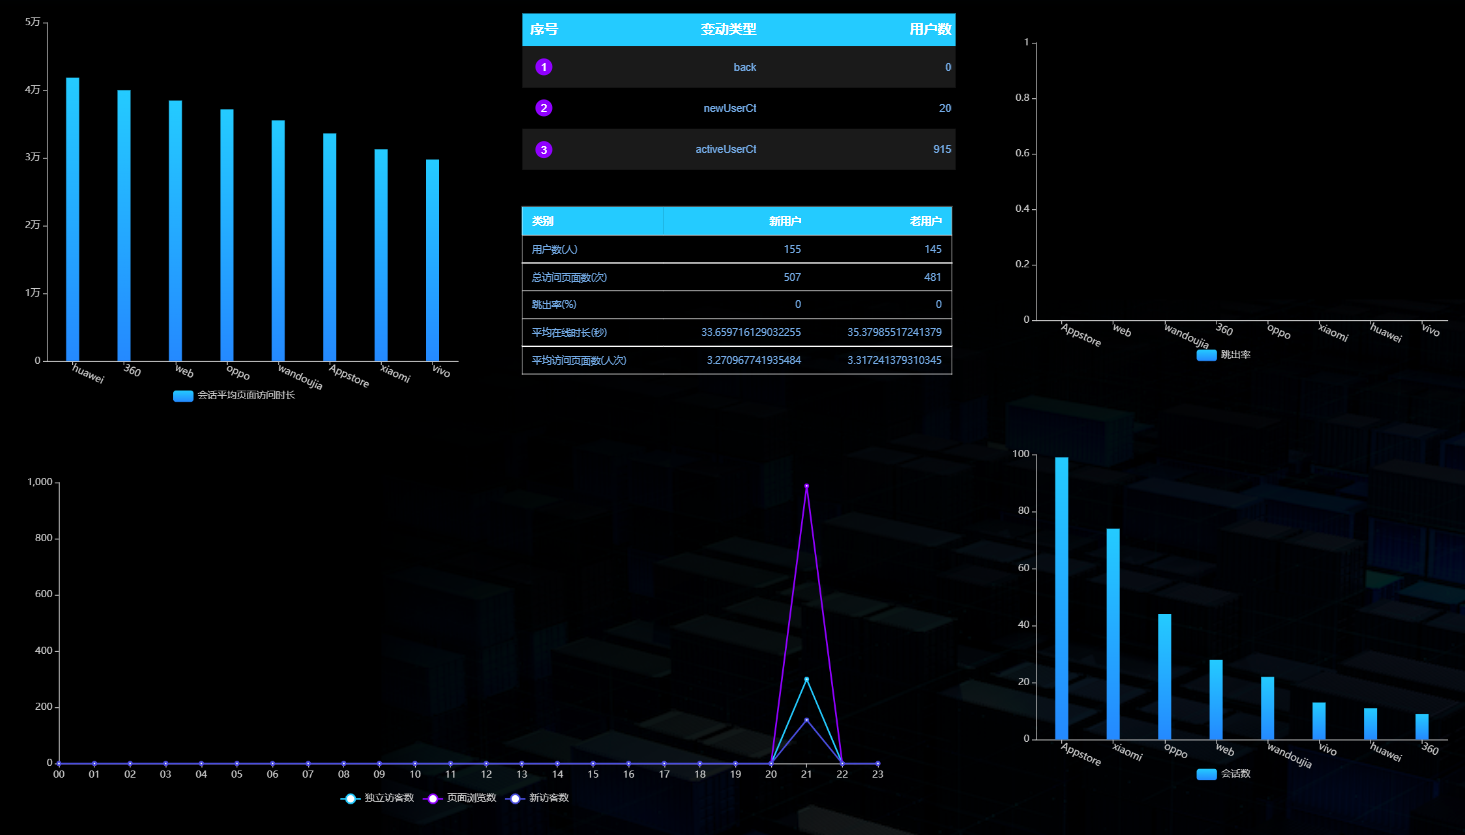 5万
4万
3万
2万
1万
0
huawei 360 web oppo wandoujia Appstore xiaomi vivo
会话平均页面访问时长
序号 变动类型 用户数
1 back 0
2 newUserCt 20
3 activeUserCt 915
类别 新用户 老用户
用户数(人) 155 145
总访问页面数(次) 507 481
跳出率(%) 0 0
平均在线时长(秒) 33.659716129032255 35.37985517241379
平均访问页面数(人次) 3.270967741935484 3.317241379310345
1
0.8
0.6
0.4
0.2
0
Appstore web wandoujia 360 oppo xiaomi huawei vivo
跳出率
1,000
800
600
400
200
0
00 01 02 03 04 05 06 07 08 09 10 11 12 13 14 15 16 17 18 19 20 21 22 23
独立访客数 页面浏览数 新访客数
100
80
60
40
20
0
Appstore xiaomi oppo web wandoujia vivo huawei 360
会话数